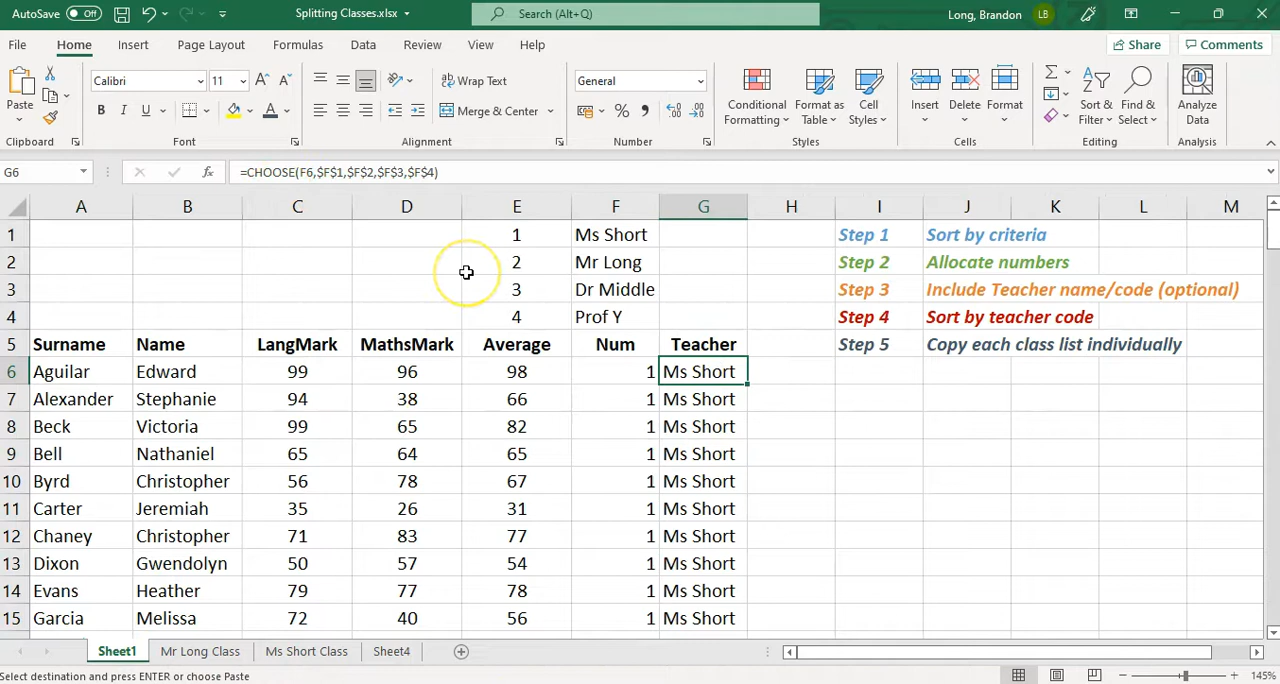 AutoSave Off Splitting Classes.xlsx Search (Alt+Q) Long, Brandon LB
File Home Insert Page Layout Formulas Data Review View Help Share Comments
Paste Calibri 11 A A Wrap Text General Conditional Formatting Format as Table Cell Styles Insert Delete Format Sort & Filter Find & Select Analyze Data
B I U A Merge & Center % ,
Clipboard Font Alignment Number Styles Cells Editing Analysis
G6 fx =CHOOSE(F6,$F$1,$F$2,$F$3,$F$4)
A B C D E F G H I J K L M
1 1 Ms Short Step 1 Sort by criteria
2 2 Mr Long Step 2 Allocate numbers
3 3 Dr Middle Step 3 Include Teacher name/code (optional)
4 4 Prof Y Step 4 Sort by teacher code
5 Surname Name LangMark MathsMark Average Num Teacher Step 5 Copy each class list individually
6 Aguilar Edward 99 96 98 1 Ms Short
7 Alexander Stephanie 94 38 66 1 Ms Short
8 Beck Victoria 99 65 82 1 Ms Short
9 Bell Nathaniel 65 64 65 1 Ms Short
10 Byrd Christopher 56 78 67 1 Ms Short
11 Carter Jeremiah 35 26 31 1 Ms Short
12 Chaney Christopher 71 83 77 1 Ms Short
13 Dixon Gwendolyn 50 57 54 1 Ms Short
14 Evans Heather 79 77 78 1 Ms Short
15 Garcia Melissa 72 40 56 1 Ms Short
Sheet1 Mr Long Class Ms Short Class Sheet4
Select destination and press ENTER or choose Paste 145%